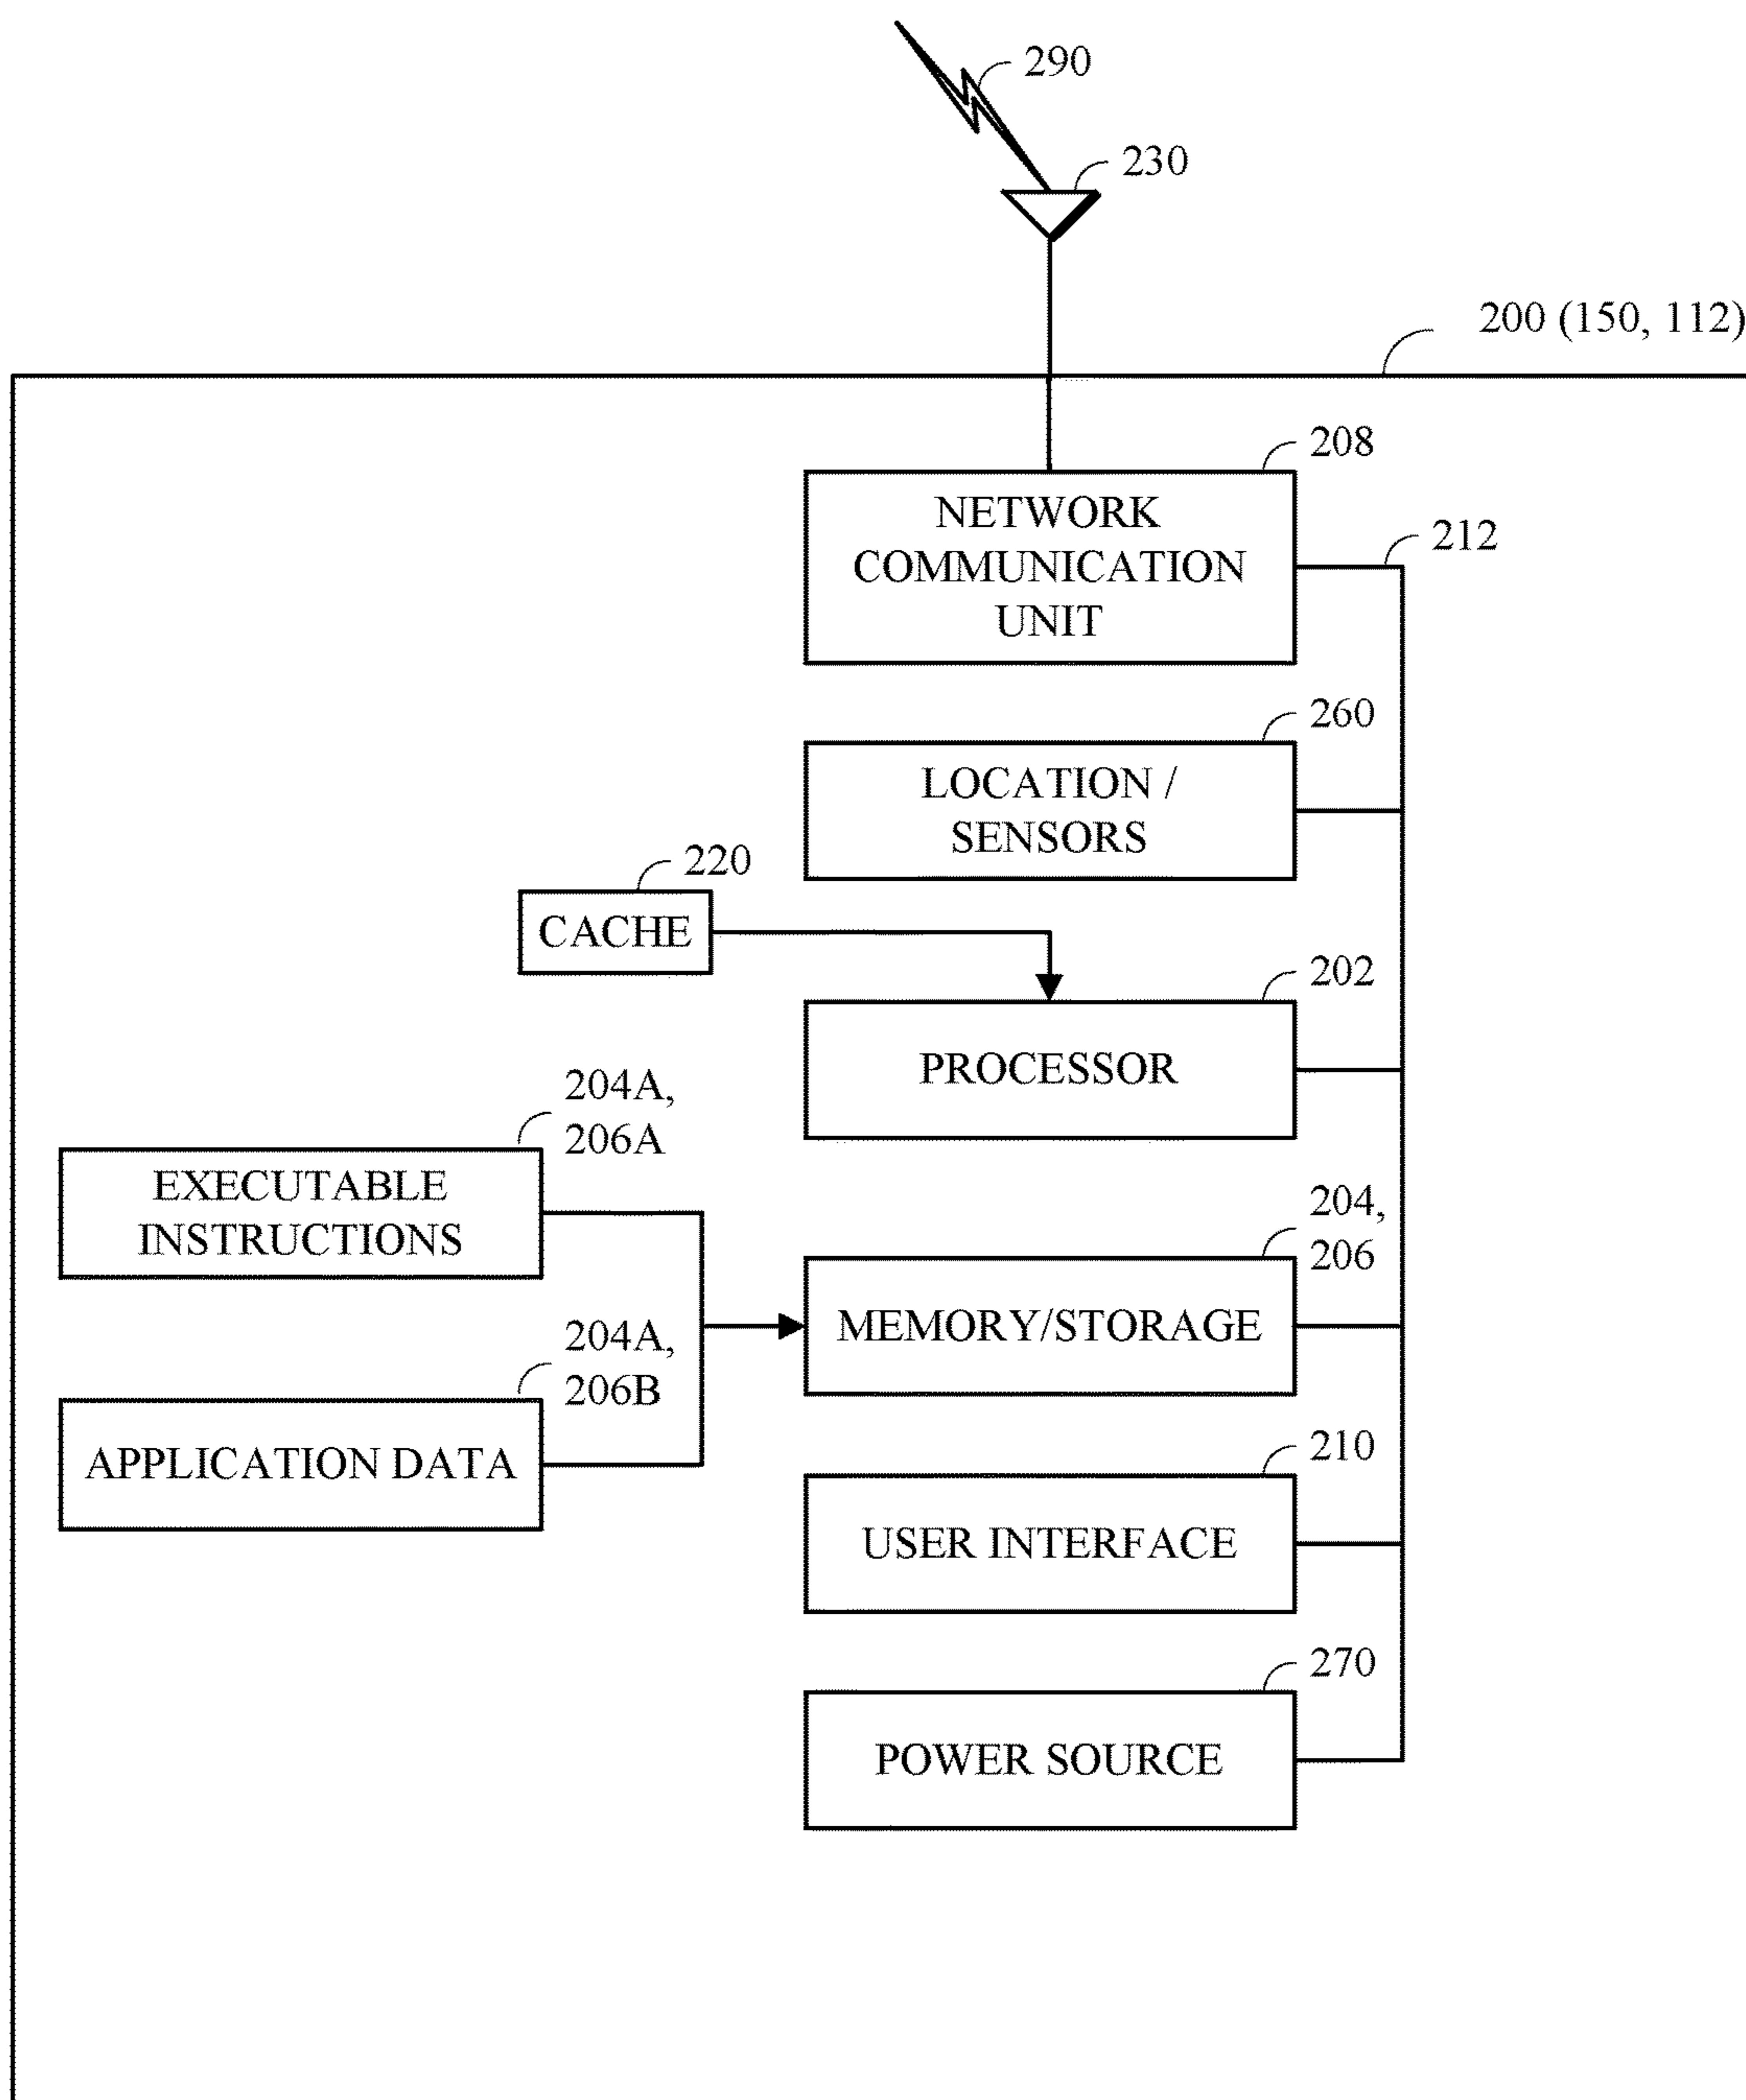 290
230
200 (150, 112)
208
NETWORK
COMMUNICATION
UNIT
212
260
LOCATION /
SENSORS
220
CACHE
202
PROCESSOR
204A,
206A
EXECUTABLE
INSTRUCTIONS
204,
206
MEMORY/STORAGE
204A,
206B
APPLICATION DATA
210
USER INTERFACE
270
POWER SOURCE